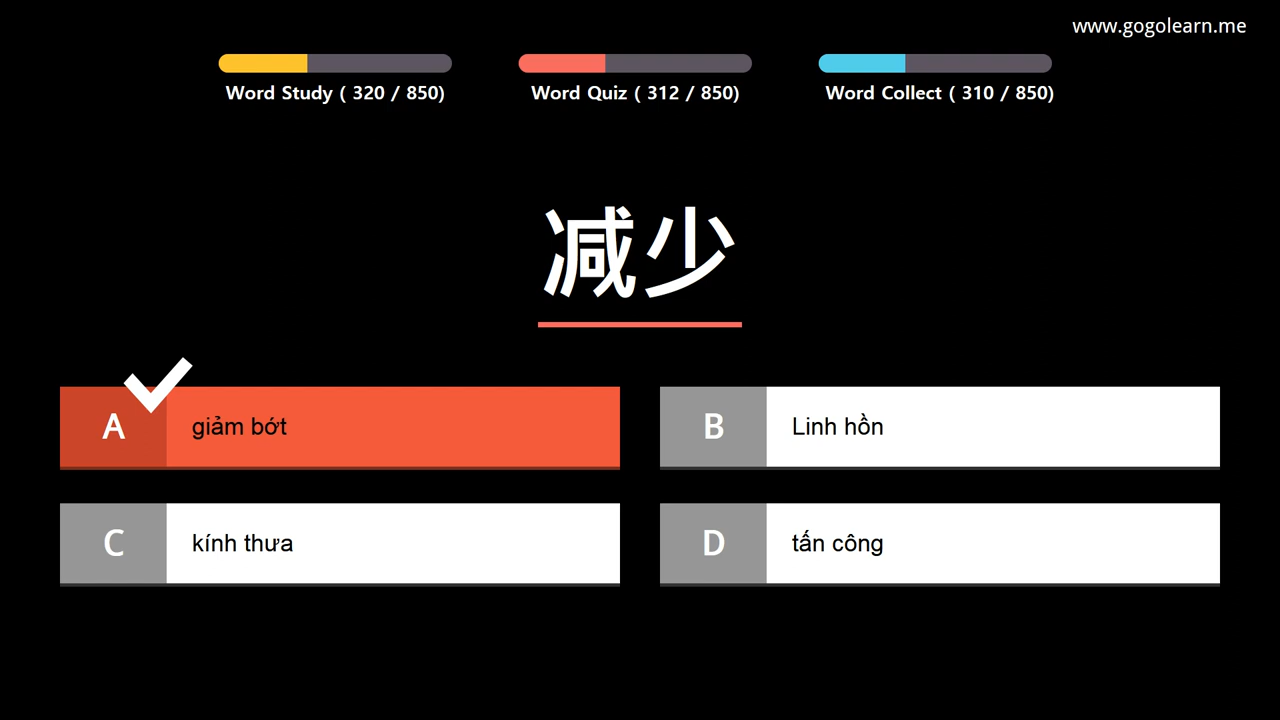 www.gogolearn.me
Word Study ( 320 / 850)
Word Quiz ( 312 / 850)
Word Collect ( 310 / 850)
减少
A giảm bớt
B Linh hồn
C kính thưa
D tấn công